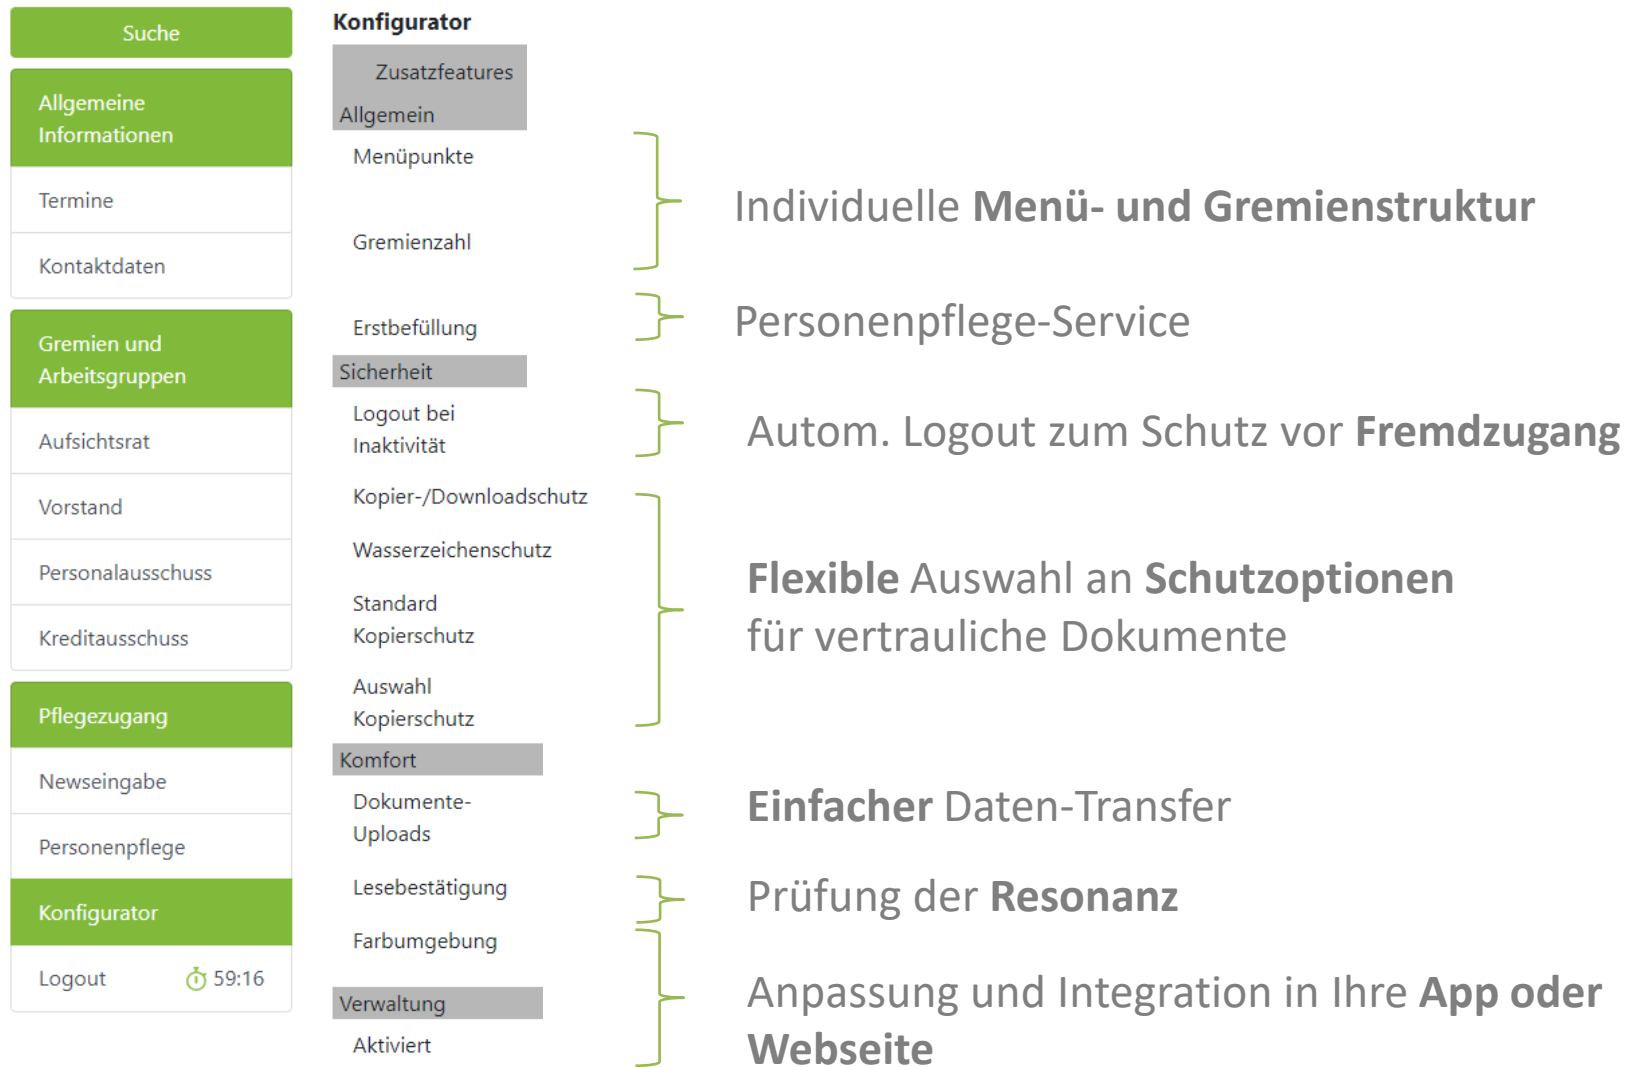 Suche
Allgemeine
Informationen
Termine
Kontaktdaten
Gremien und
Arbeitsgruppen
Aufsichtsrat
Vorstand
Personalausschuss
Kreditausschuss
Pflegezugang
Newseingabe
Personenpflege
Konfigurator
Logout 59:16
Konfigurator
Zusatzfeatures
Allgemein
Menüpunkte
Gremienzahl
Erstbefüllung
Sicherheit
Logout bei
Inaktivität
Kopier-/Downloadschutz
Wasserzeichenschutz
Standard
Kopierschutz
Auswahl
Kopierschutz
Komfort
Dokumente-
Uploads
Lesebestätigung
Farbumgebung
Verwaltung
Aktiviert
Individuelle Menü- und Gremienstruktur
Personenpflege-Service
Autom. Logout zum Schutz vor Fremdzugang
Flexible Auswahl an Schutzoptionen
für vertrauliche Dokumente
Einfacher Daten-Transfer
Prüfung der Resonanz
Anpassung und Integration in Ihre App oder
Webseite